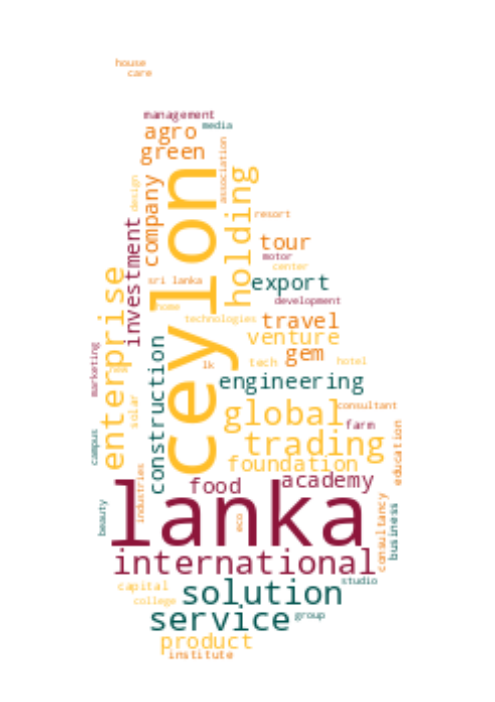 house
care
management
media
agro
green
association
design
company
ceylon
holding
resort
investment
tour
motor
center
enterprise
sri lanka
export
home
development
technologies
travel
venture
construction
marketing
gem
lk
tech
hotel
engineering
solar
global
consultant
trading
farm
campus
education
foundation
industries
food
academy
lanka
beauty
eco
consultancy
business
international
capital
solution
studio
college
service
group
product
institute